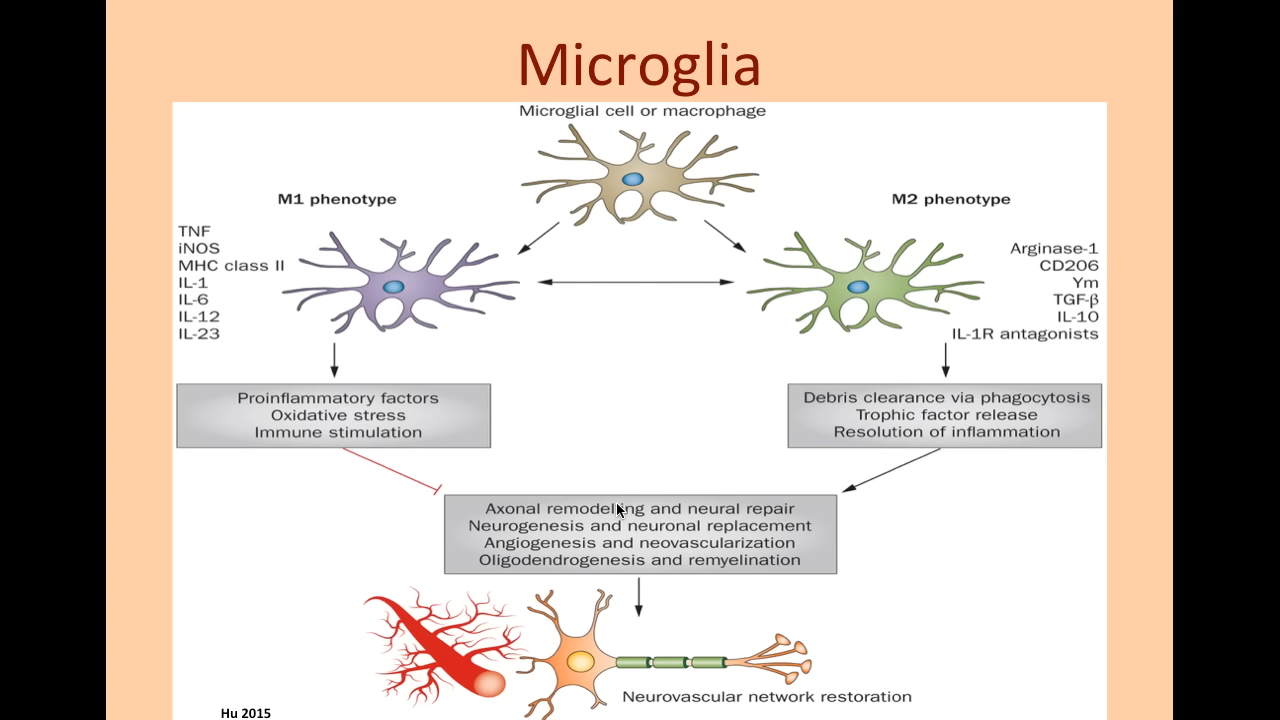 Microglia
Microglial cell or macrophage
M1 phenotype
M2 phenotype
TNF
iNOS
MHC class II
IL-1
IL-6
IL-12
IL-23
Arginase-1
CD206
Ym
TGF-β
IL-10
IL-1R antagonists
Proinflammatory factors
Oxidative stress
Immune stimulation
Debris clearance via phagocytosis
Trophic factor release
Resolution of inflammation
Axonal remodeling and neural repair
Neurogenesis and neuronal replacement
Angiogenesis and neovascularization
Oligodendrogenesis and remyelination
Neurovascular network restoration
Hu 2015